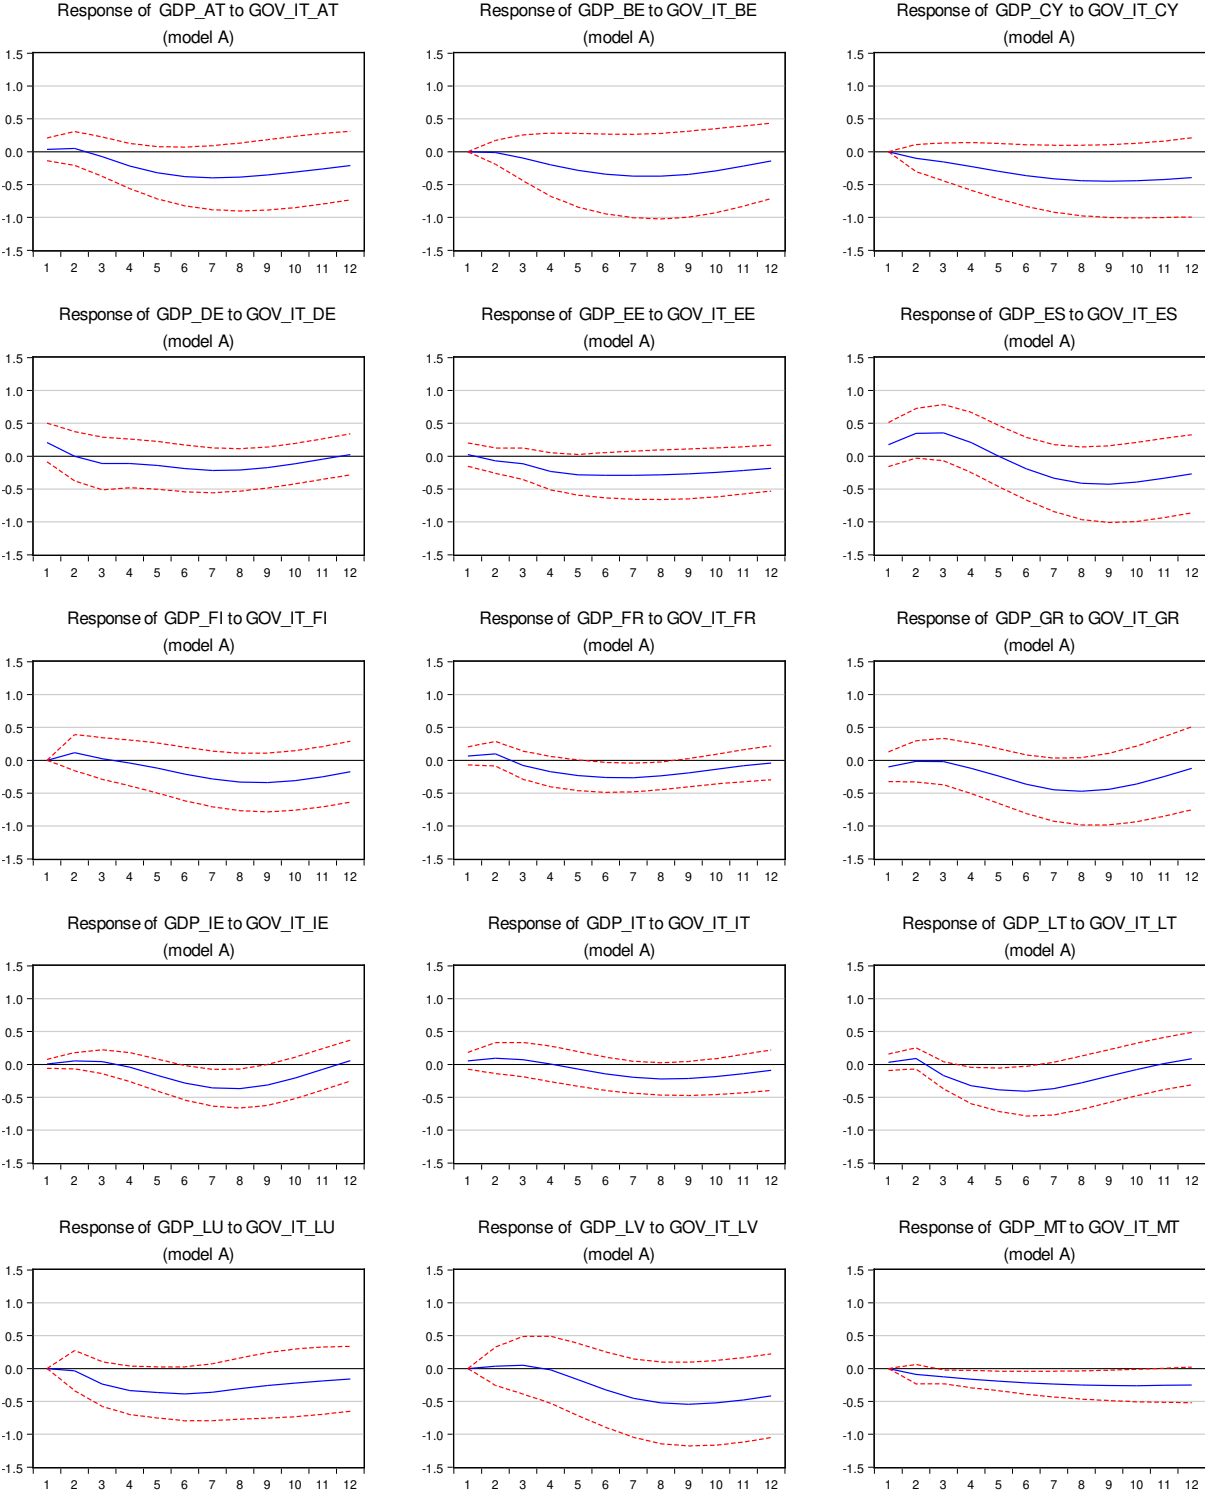 Response of GDP_AT to GOV_IT_AT
(model A)
1.5
1.0
0.5
0.0
-0.5
-1.0
-1.5
1 2 3 4 5 6 7 8 9 10 11 12
Response of GDP_BE to GOV_IT_BE
(model A)
1.5
1.0
0.5
0.0
-0.5
-1.0
-1.5
1 2 3 4 5 6 7 8 9 10 11 12
Response of GDP_CY to GOV_IT_CY
(model A)
1.5
1.0
0.5
0.0
-0.5
-1.0
-1.5
1 2 3 4 5 6 7 8 9 10 11 12
Response of GDP_DE to GOV_IT_DE
(model A)
1.5
1.0
0.5
0.0
-0.5
-1.0
-1.5
1 2 3 4 5 6 7 8 9 10 11 12
Response of GDP_EE to GOV_IT_EE
(model A)
1.5
1.0
0.5
0.0
-0.5
-1.0
-1.5
1 2 3 4 5 6 7 8 9 10 11 12
Response of GDP_ES to GOV_IT_ES
(model A)
1.5
1.0
0.5
0.0
-0.5
-1.0
-1.5
1 2 3 4 5 6 7 8 9 10 11 12
Response of GDP_FI to GOV_IT_FI
(model A)
1.5
1.0
0.5
0.0
-0.5
-1.0
-1.5
1 2 3 4 5 6 7 8 9 10 11 12
Response of GDP_FR to GOV_IT_FR
(model A)
1.5
1.0
0.5
0.0
-0.5
-1.0
-1.5
1 2 3 4 5 6 7 8 9 10 11 12
Response of GDP_GR to GOV_IT_GR
(model A)
1.5
1.0
0.5
0.0
-0.5
-1.0
-1.5
1 2 3 4 5 6 7 8 9 10 11 12
Response of GDP_IE to GOV_IT_IE
(model A)
1.5
1.0
0.5
0.0
-0.5
-1.0
-1.5
1 2 3 4 5 6 7 8 9 10 11 12
Response of GDP_IT to GOV_IT_IT
(model A)
1.5
1.0
0.5
0.0
-0.5
-1.0
-1.5
1 2 3 4 5 6 7 8 9 10 11 12
Response of GDP_LT to GOV_IT_LT
(model A)
1.5
1.0
0.5
0.0
-0.5
-1.0
-1.5
1 2 3 4 5 6 7 8 9 10 11 12
Response of GDP_LU to GOV_IT_LU
(model A)
1.5
1.0
0.5
0.0
-0.5
-1.0
-1.5
1 2 3 4 5 6 7 8 9 10 11 12
Response of GDP_LV to GOV_IT_LV
(model A)
1.5
1.0
0.5
0.0
-0.5
-1.0
-1.5
1 2 3 4 5 6 7 8 9 10 11 12
Response of GDP_MT to GOV_IT_MT
(model A)
1.5
1.0
0.5
0.0
-0.5
-1.0
-1.5
1 2 3 4 5 6 7 8 9 10 11 12